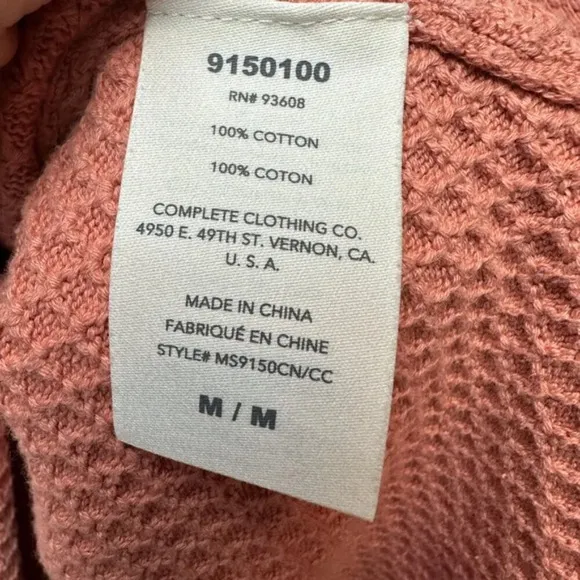 9150100
RN# 93608
100% COTTON
100% COTON
COMPLETE CLOTHING CO.
4950 E. 49TH ST. VERNON, CA.
U. S. A.
MADE IN CHINA
FABRIQUÉ EN CHINE
STYLE# MS9150CN/CC
M / M